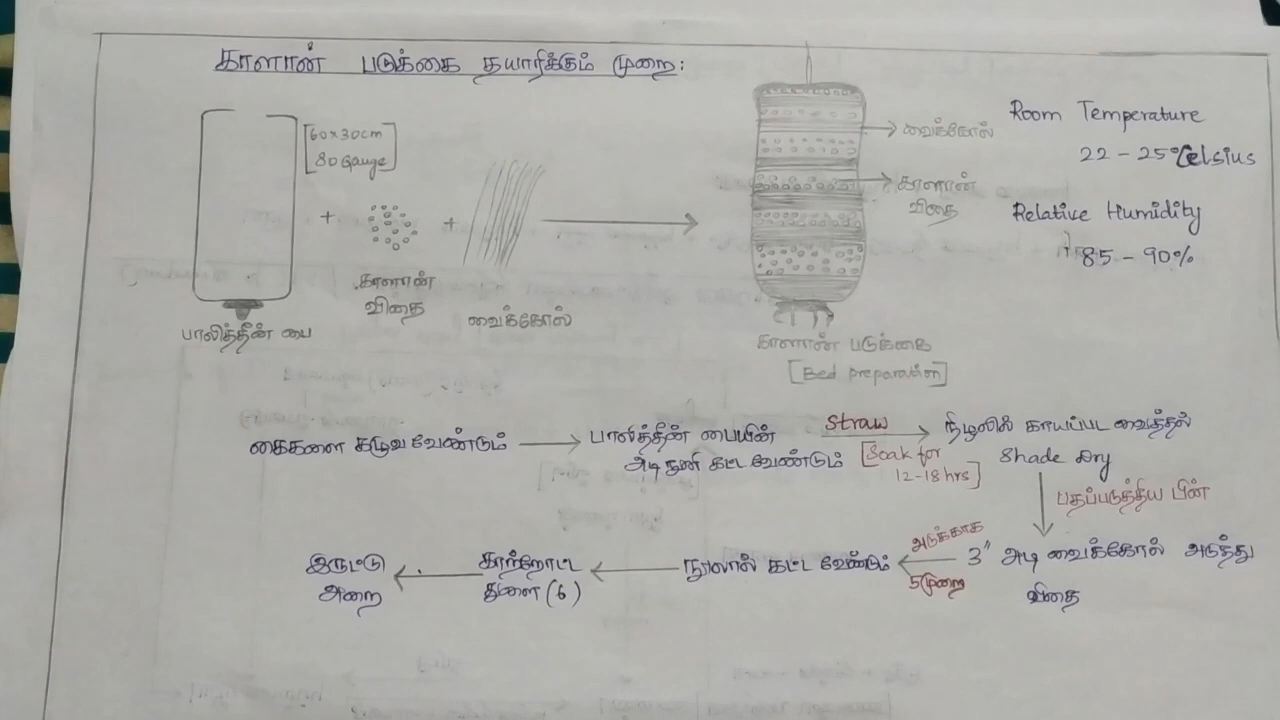 காளான் படுக்கை தயாரிக்கும் முறை:
[60x30cm
80 Gauge]
+
+
காளான்
விதை
வைக்கோல்
பாலித்தீன் பை
வைக்கோல்
காளான்
விதை
காளான் படுக்கை
[Bed preparation]
Room Temperature
22 - 25°Celsius
Relative Humidity
85 - 90%
கைகளை கழுவ வேண்டும்
பாலித்தீன் பையின்
அடி நுனி கட்ட வேண்டும்
Straw
[Soak for
12-18 hrs]
நிழலில் காயப்பட வைத்தல்
Shade Dry
பதப்படுத்திய பின்
3" அடி வைக்கோல் அடுத்து
விதை
அடுக்காக
5முறை
நூலால் கட்ட வேண்டும்
காற்றோட்ட
துளை (6)
இருட்டு
அறை